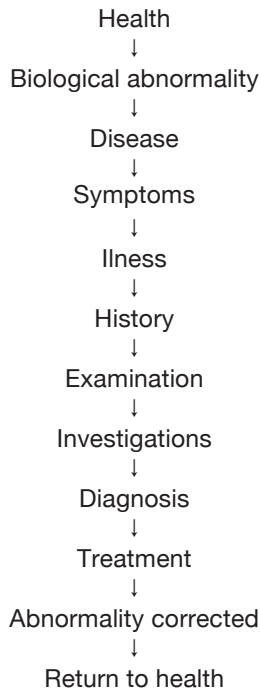 Health
↓
Biological abnormality
↓
Disease
↓
Symptoms
↓
Ilness
↓
History
↓
Examination
↓
Investigations
↓
Diagnosis
↓
Treatment
↓
Abnormality corrected
↓
Return to health